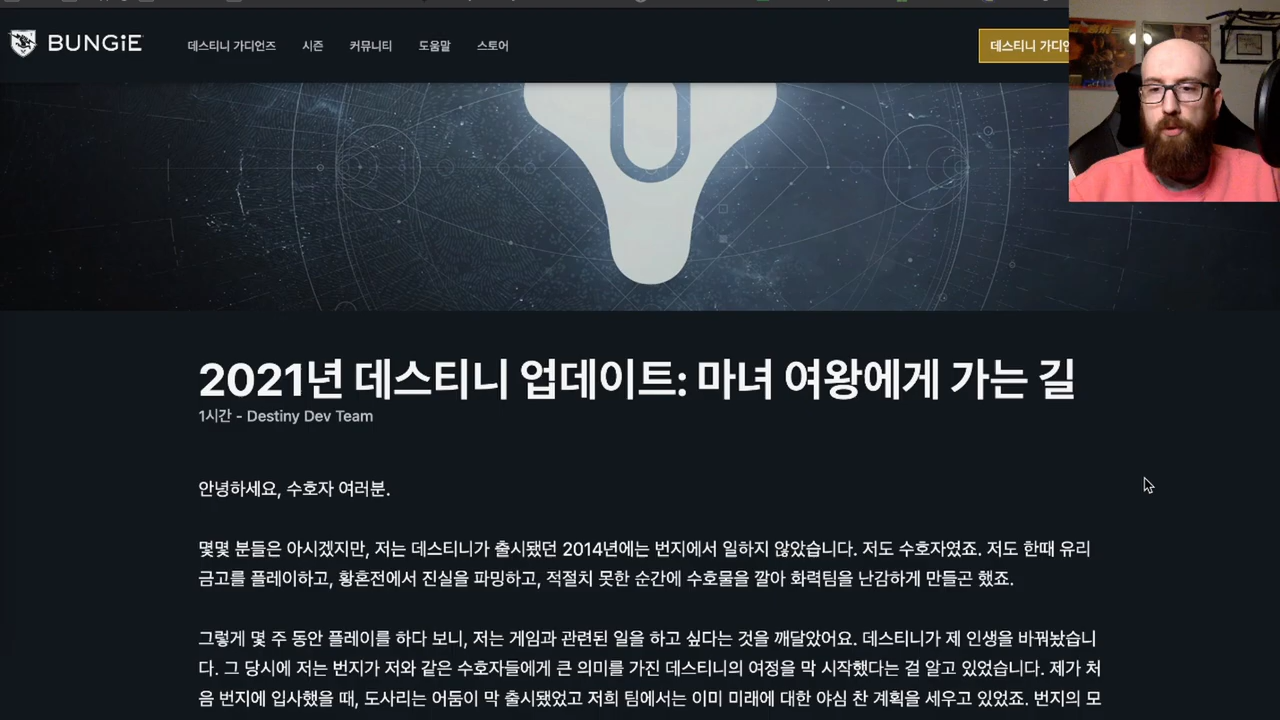 BUNGiE
데스티니 가디언즈
시즌
커뮤니티
도움말
스토어
데스티니
2021년 데스티니 업데이트: 마녀 여왕에게 가는 길
1시간 - Destiny Dev Team
안녕하세요, 수호자 여러분.
몇몇 분들은 아시겠지만, 저는 데스티니가 출시됐던 2014년에는 번지에서 일하지 않았습니다. 저도 수호자였죠. 저도 한때 유리
금고를 플레이하고, 황혼전에서 진실을 파밍하고, 적절치 못한 순간에 수호물을 깔아 화력팀을 난감하게 만들곤 했죠.
그렇게 몇 주 동안 플레이를 하다 보니, 저는 게임과 관련된 일을 하고 싶다는 것을 깨달았어요. 데스티니가 제 인생을 바꿔놨습니
다. 그 당시에 저는 번지가 저와 같은 수호자들에게 큰 의미를 가진 데스티니의 여정을 막 시작했다는 걸 알고 있었습니다. 제가 처
음 번지에 입사했을 때, 도사리는 어둠이 막 출시됐었고 저희 팀에서는 이미 미래에 대한 야심 찬 계획을 세우고 있었죠. 번지의 모